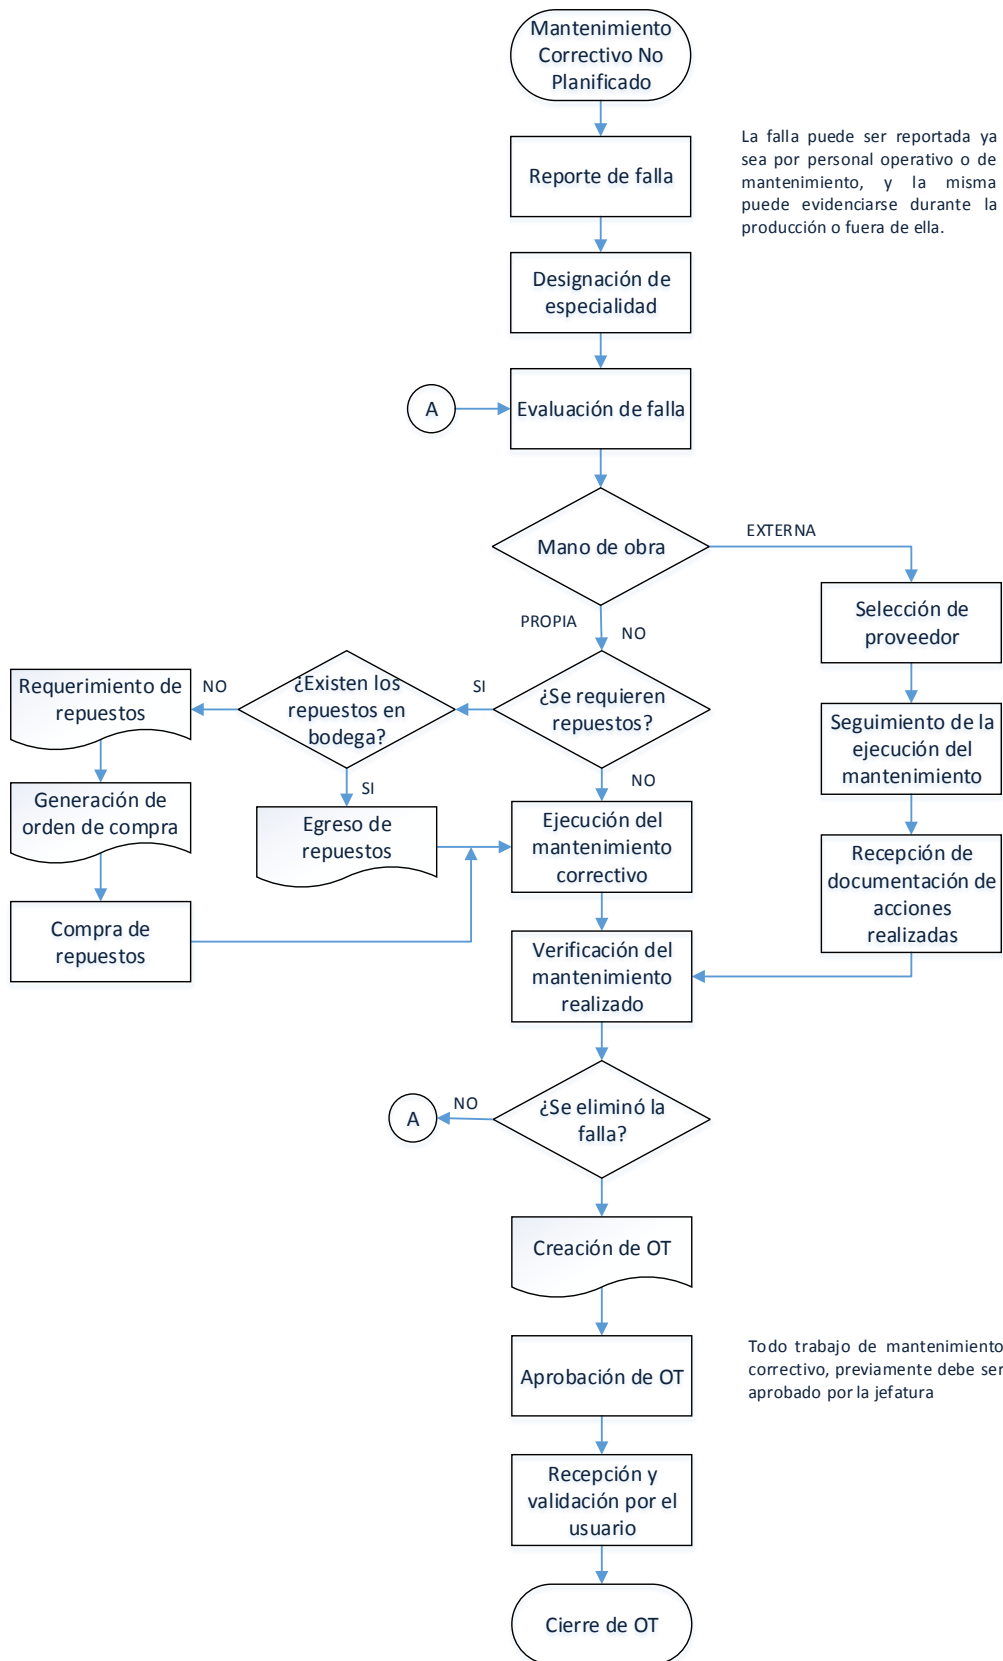 Mantenimiento
Correctivo No
Planificado
La falla puede ser reportada ya
sea por personal operativo o de
mantenimiento, y la misma
puede evidenciarse durante la
producción o fuera de ella.
Reporte de falla
Designación de
especialidad
A
Evaluación de falla
Mano de obra
EXTERNA
PROPIA
NO
Selección de
proveedor
¿Se requieren
repuestos?
SI
¿Existen los
repuestos en
bodega?
NO
Requerimiento de
repuestos
Seguimiento de la
ejecución del
mantenimiento
NO
SI
Generación de
orden de compra
Egreso de
repuestos
Ejecución del
mantenimiento
correctivo
Recepción de
documentación de
acciones
realizadas
Compra de
repuestos
Verificación del
mantenimiento
realizado
¿Se eliminó la
falla?
NO
A
Creación de OT
Aprobación de OT
Todo trabajo de mantenimiento
correctivo, previamente debe ser
aprobado por la jefatura
Recepción y
validación por el
usuario
Cierre de OT